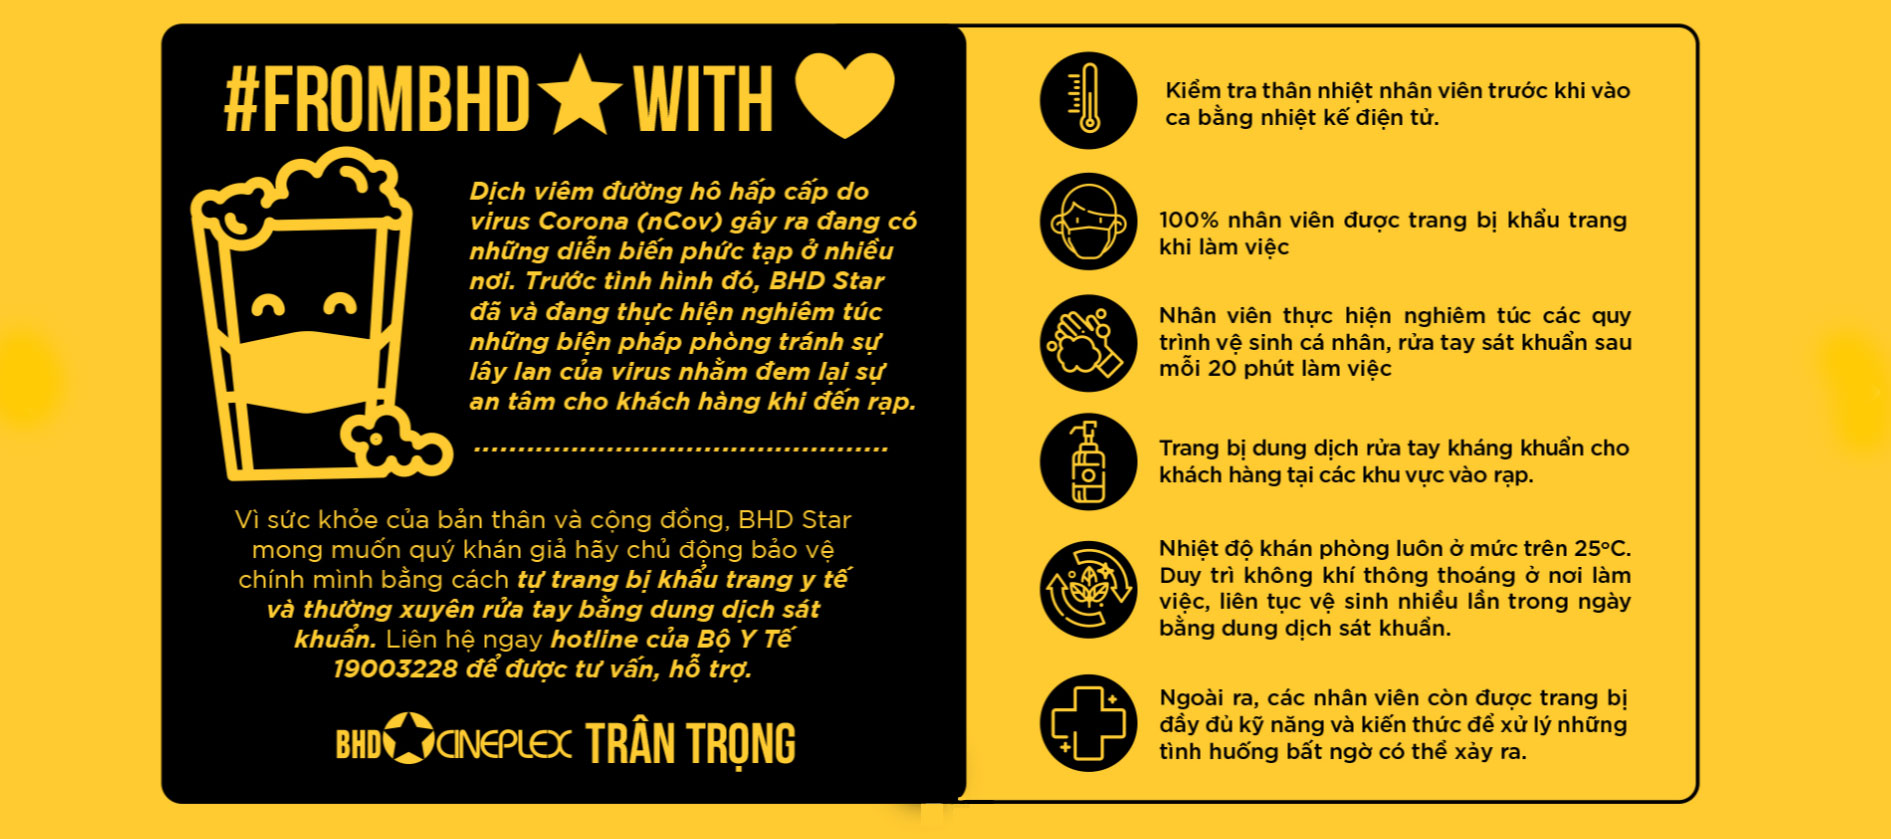 #FROMBHD WITH
Dịch viêm đường hô hấp cấp do
virus Corona (nCov) gây ra đang có
những diễn biến phức tạp ở nhiều
nơi. Trước tình hình đó, BHD Star
đã và đang thực hiện nghiêm túc
những biện pháp phòng tránh sự
lây lan của virus nhằm đem lại sự
an tâm cho khách hàng khi đến rạp.
Vì sức khỏe của bản thân và cộng đồng, BHD Star
mong muốn quý khán giả hãy chủ động bảo vệ
chính mình bằng cách tự trang bị khẩu trang y tế
và thường xuyên rửa tay bằng dung dịch sát
khuẩn. Liên hệ ngay hotline của Bộ Y Tế
19003228 để được tư vấn, hỗ trợ.
BHD CINEPLEX TRÂN TRỌNG
Kiểm tra thân nhiệt nhân viên trước khi vào
ca bằng nhiệt kế điện tử.
100% nhân viên được trang bị khẩu trang
khi làm việc
Nhân viên thực hiện nghiêm túc các quy
trình vệ sinh cá nhân, rửa tay sát khuẩn sau
mỗi 20 phút làm việc
Trang bị dung dịch rửa tay kháng khuẩn cho
khách hàng tại các khu vực vào rạp.
Nhiệt độ khán phòng luôn ở mức trên 25ºC.
Duy trì không khí thông thoáng ở nơi làm
việc, liên tục vệ sinh nhiều lần trong ngày
bằng dung dịch sát khuẩn.
Ngoài ra, các nhân viên còn được trang bị
đầy đủ kỹ năng và kiến thức để xử lý những
tình huống bất ngờ có thể xảy ra.